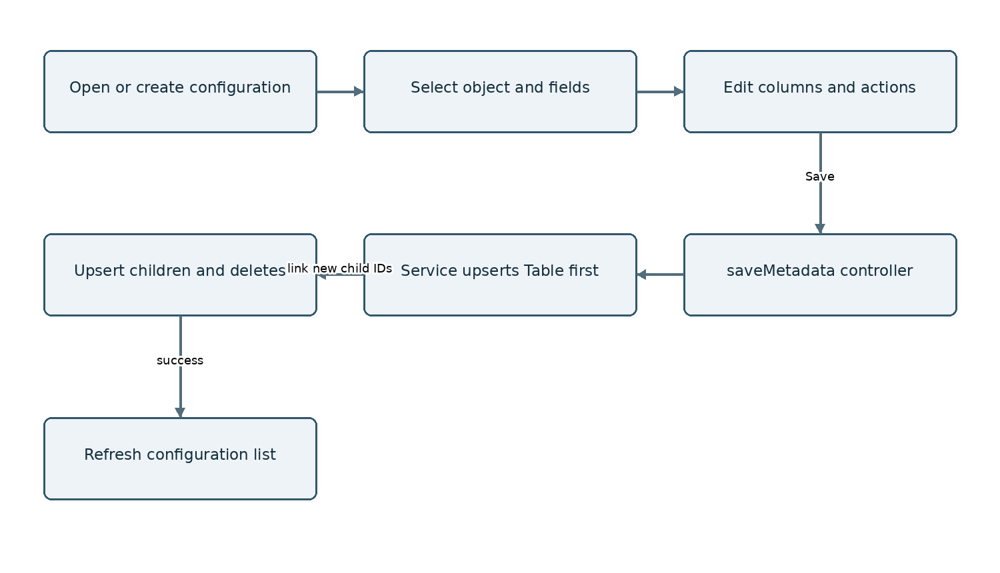 Open or create configuration
Select object and fields
Edit columns and actions
Save
saveMetadata controller
Service upserts Table first
link new child IDs
Upsert children and deletes
success
Refresh configuration list